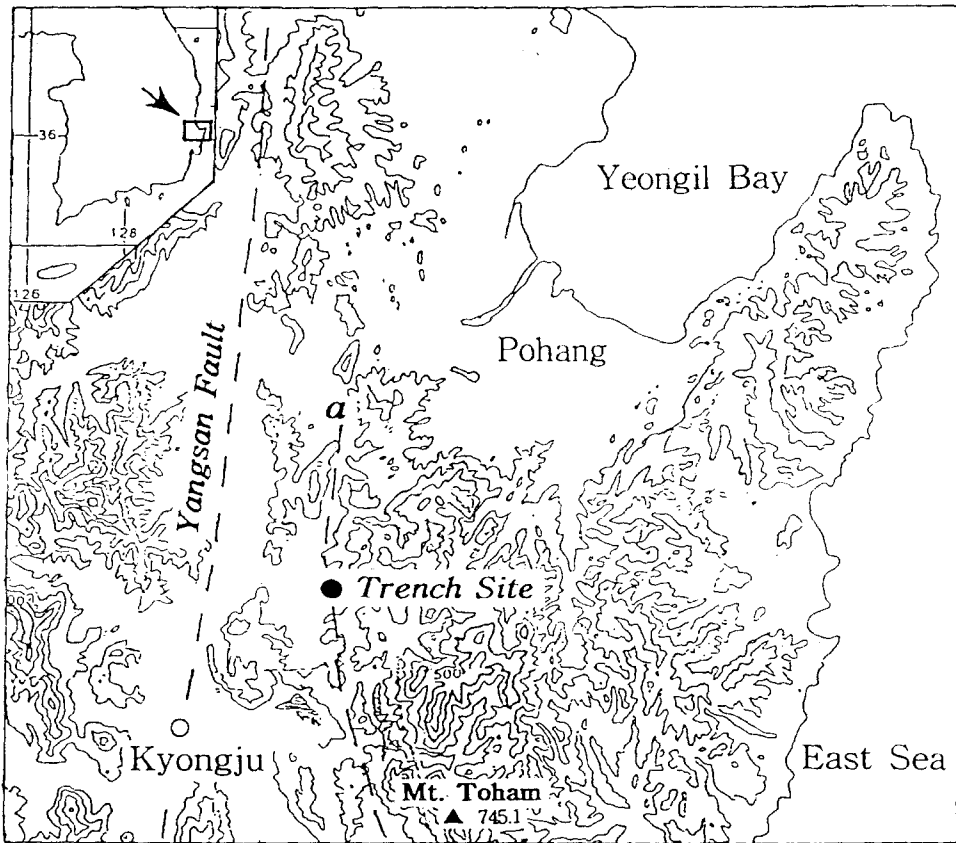 36
128
126
Yeongil Bay
Pohang
Yangsan Fault
a
Trench Site
500
Kyongju
East Sea
Mt. Toham
▲ 745.1